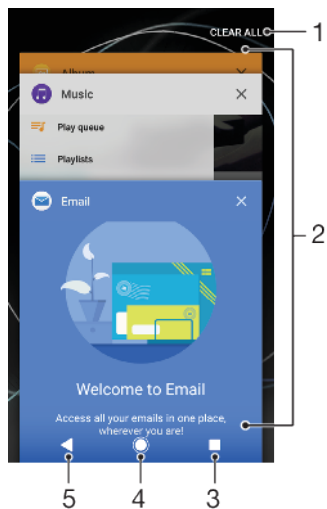 CLEAR ALL
1
Album
Music
Play queue
Playlists
2
Email
Welcome to Email
Access all your emails in one place,
wherever you are!
5
4
3